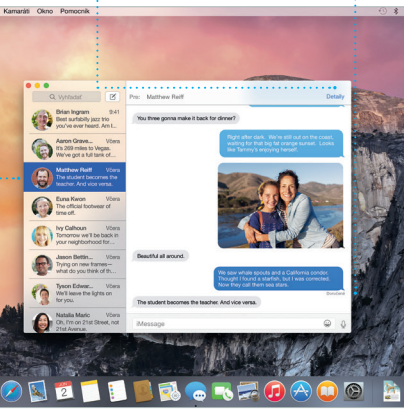 Kamaráti Okno Pomocník
Vyhľadať
Pro: Matthew Reiff
Detaily
Brian Ingram 9:41
Best surfabilly jazz trio
you've ever heard. Am I...
Aaron Grave... Včera
It's 269 miles to Vegas.
We've got a full tank of...
Matthew Reiff Včera
The student becomes the
teacher. And vice versa.
Euna Kwon Včera
The official footwear of
time off.
Ivy Calhoun Včera
Tomorrow we'll be back in
your neighborhood for...
Jason Bettin... Včera
Trying on new frames—
what do you think of th...
Tyson Edwar... Včera
We'll leave the lights on
for you.
Natalia Maric Včera
Oh, I'm on 21st Street, not
21st Avenue.
You three gonna make it back for dinner?
Right after dark. We're still out on the coast,
waiting for that big fat orange sunset. Looks
like Tammy's enjoying herself.
Beautiful all around.
We saw whale spouts and a California condor.
Thought I found a starfish, but I was corrected.
Now they call them sea stars.
The student becomes the teacher. And vice versa.
iMessage
2